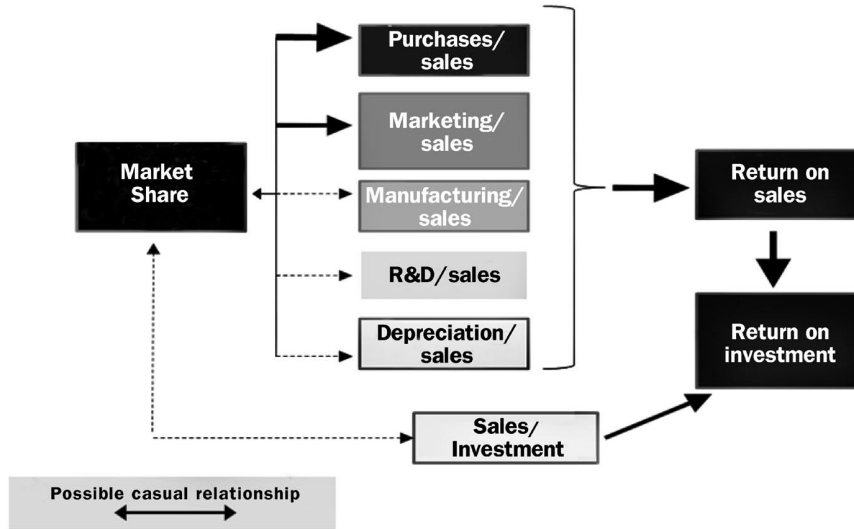 Purchases/
sales
Marketing/
sales
Market
Share
Manufacturing/
sales
R&D/sales
Depreciation/
sales
Return on
sales
Return on
investment
Sales/
Investment
Possible casual relationship